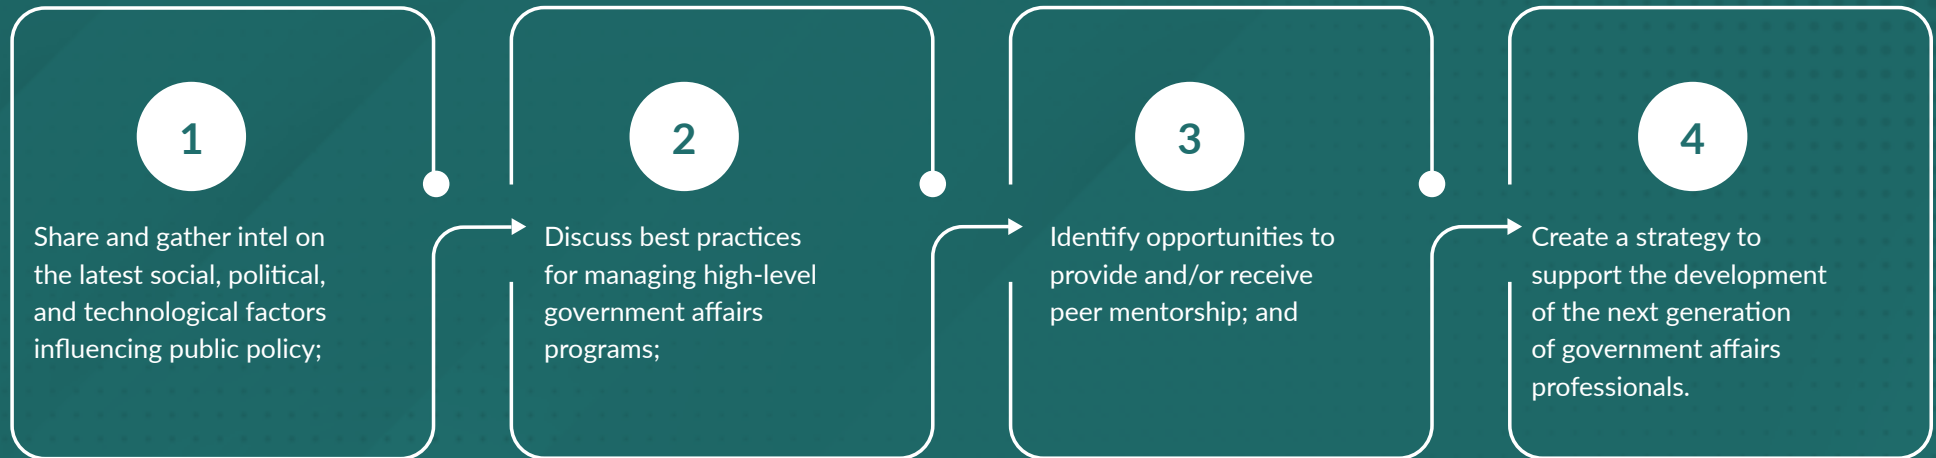 1
Share and gather intel on
the latest social, political,
and technological factors
influencing public policy;
2
Discuss best practices
for managing high-level
government affairs
programs;
3
Identify opportunities to
provide and/or receive
peer mentorship; and
4
Create a strategy to
support the development
of the next generation
of government affairs
professionals.